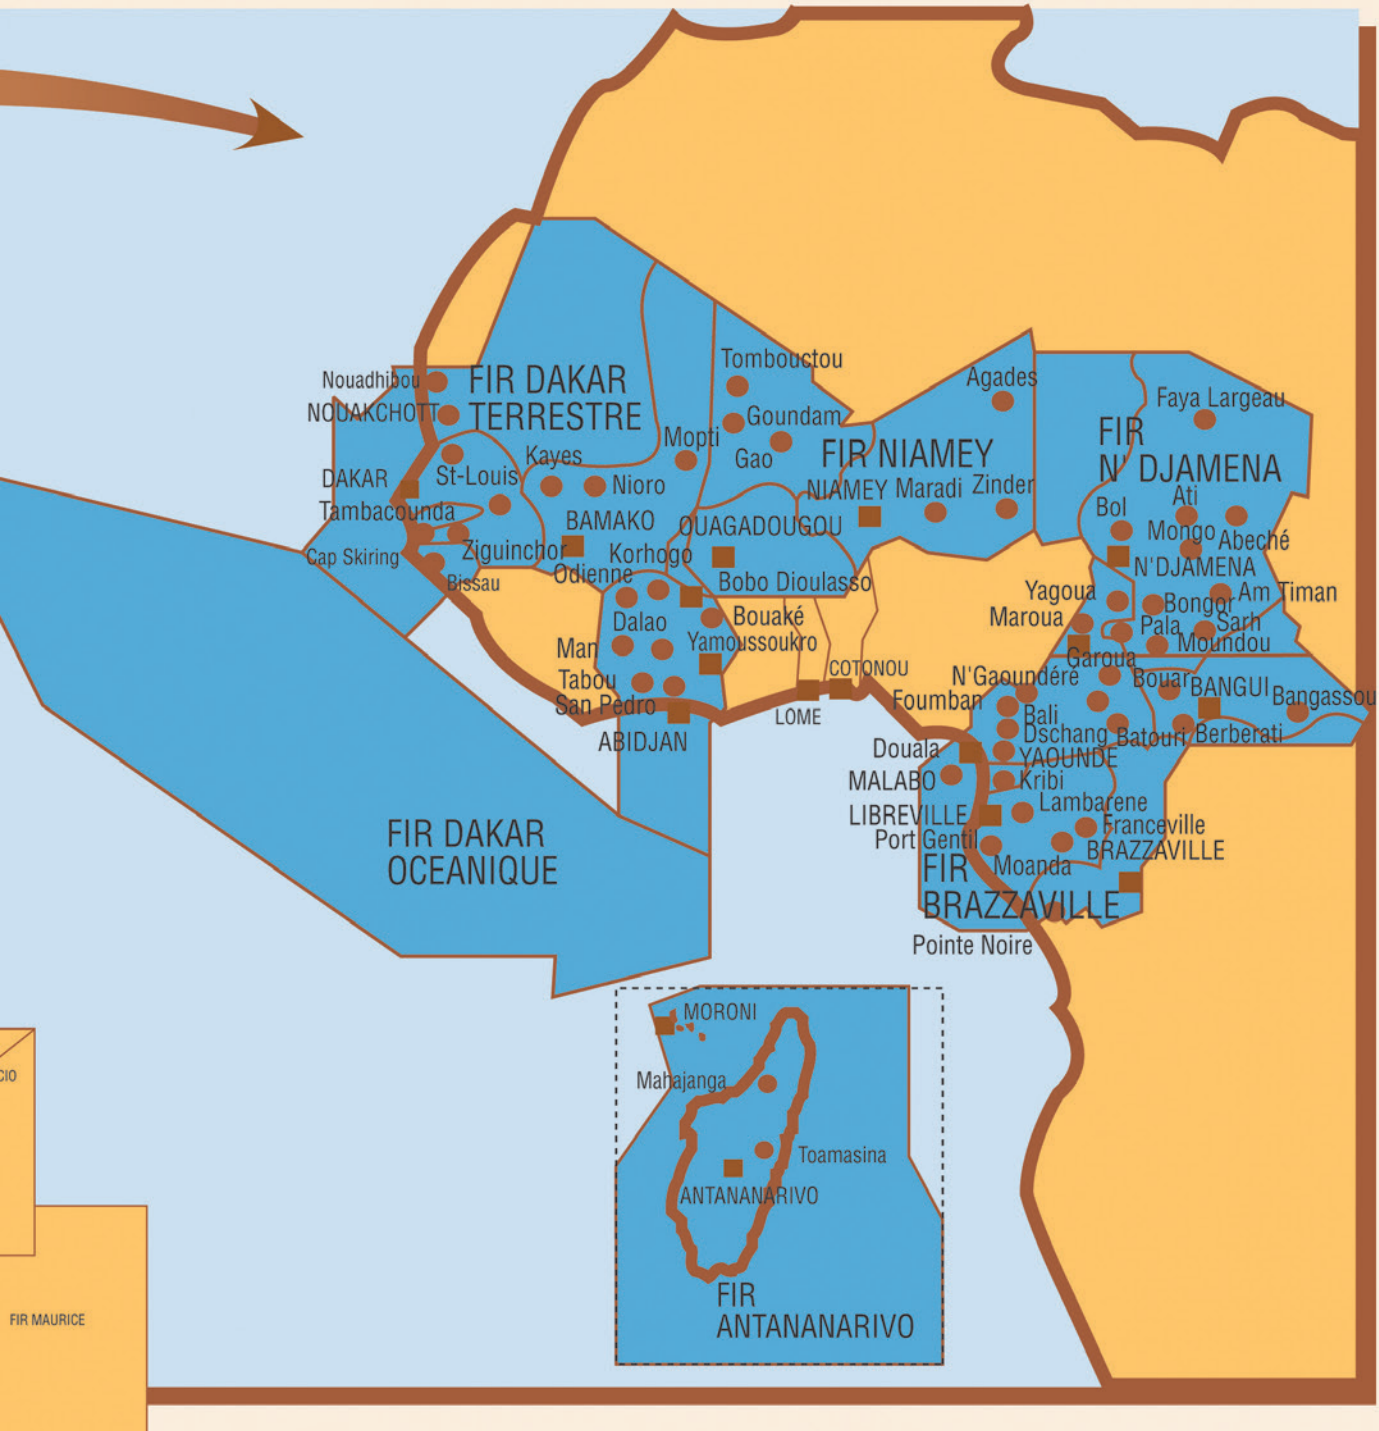 Tombouctou
Agades
Nouadhibou
FIR DAKAR
TERRESTRE
Faya Largeau
NOUAKCHOTT
Goundam
Mopti
FIR
N' DJAMENA
Kayes
Gao
FIR NIAMEY
DAKAR
St-Louis
Nioro
NIAMEY
Maradi
Zinder
Ati
Bol
Tambacounda
BAMAKO
OUAGADOUGOU
Mongo
Abeché
Cap Skiring
Ziguinchor
Korhogo
N'DJAMENA
Bissau
Odienne
Bobo Dioulasso
Yagoua
Am Timan
Bongor
Dalao
Bouaké
Maroua
Pala
Sarh
Man
Yamoussoukro
Moundou
Garoua
Tabou
COTONOU
N'Gaoundéré
Bouar
BANGUI
Bangassou
San Pedro
LOME
Foumban
Bali
Dschang
Batouri
Berberati
ABIDJAN
Douala
YAOUNDE
MALABO
Kribi
Lambarene
LIBREVILLE
Franceville
Port Gentil
BRAZZAVILLE
FIR DAKAR
OCEANIQUE
Moanda
FIR
BRAZZAVILLE
Pointe Noire
MORONI
CIO
Mahajanga
Toamasina
ANTANANARIVO
FIR
ANTANANARIVO
FIR MAURICE